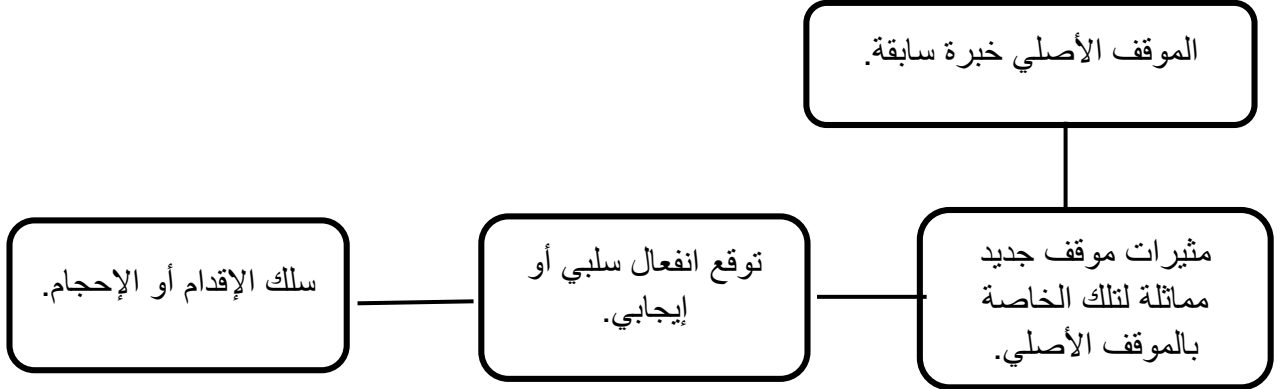 الموقف الأصلي خبرة سابقة.
مثيرات موقف جديد
مماثلة لتلك الخاصة
بالموقف الأصلي.
توقع انفعال سلبي أو
إيجابي.
سلك الإقدام أو الإحجام.